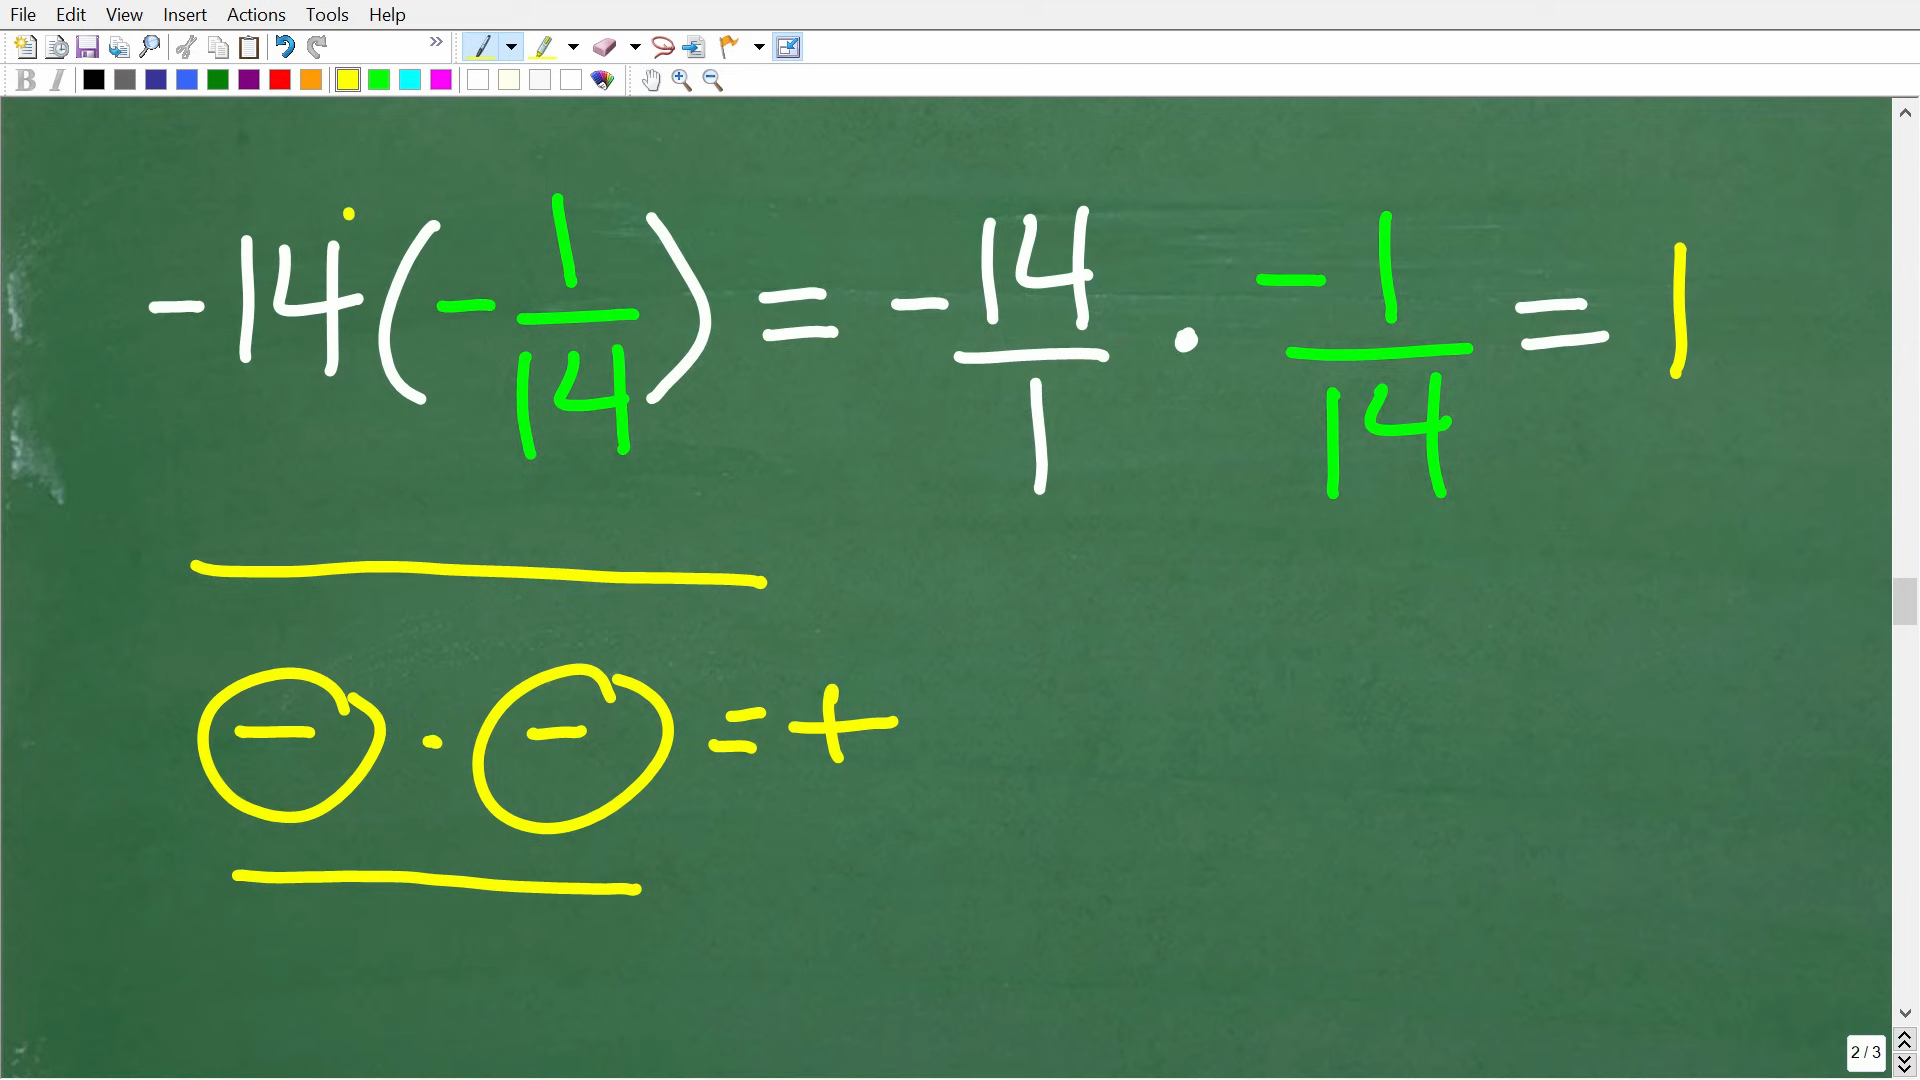 File Edit View Insert Actions Tools Help
B I
-14(-1/14) = -14/1 · -1/14 = 1
- · - = +
2 / 3